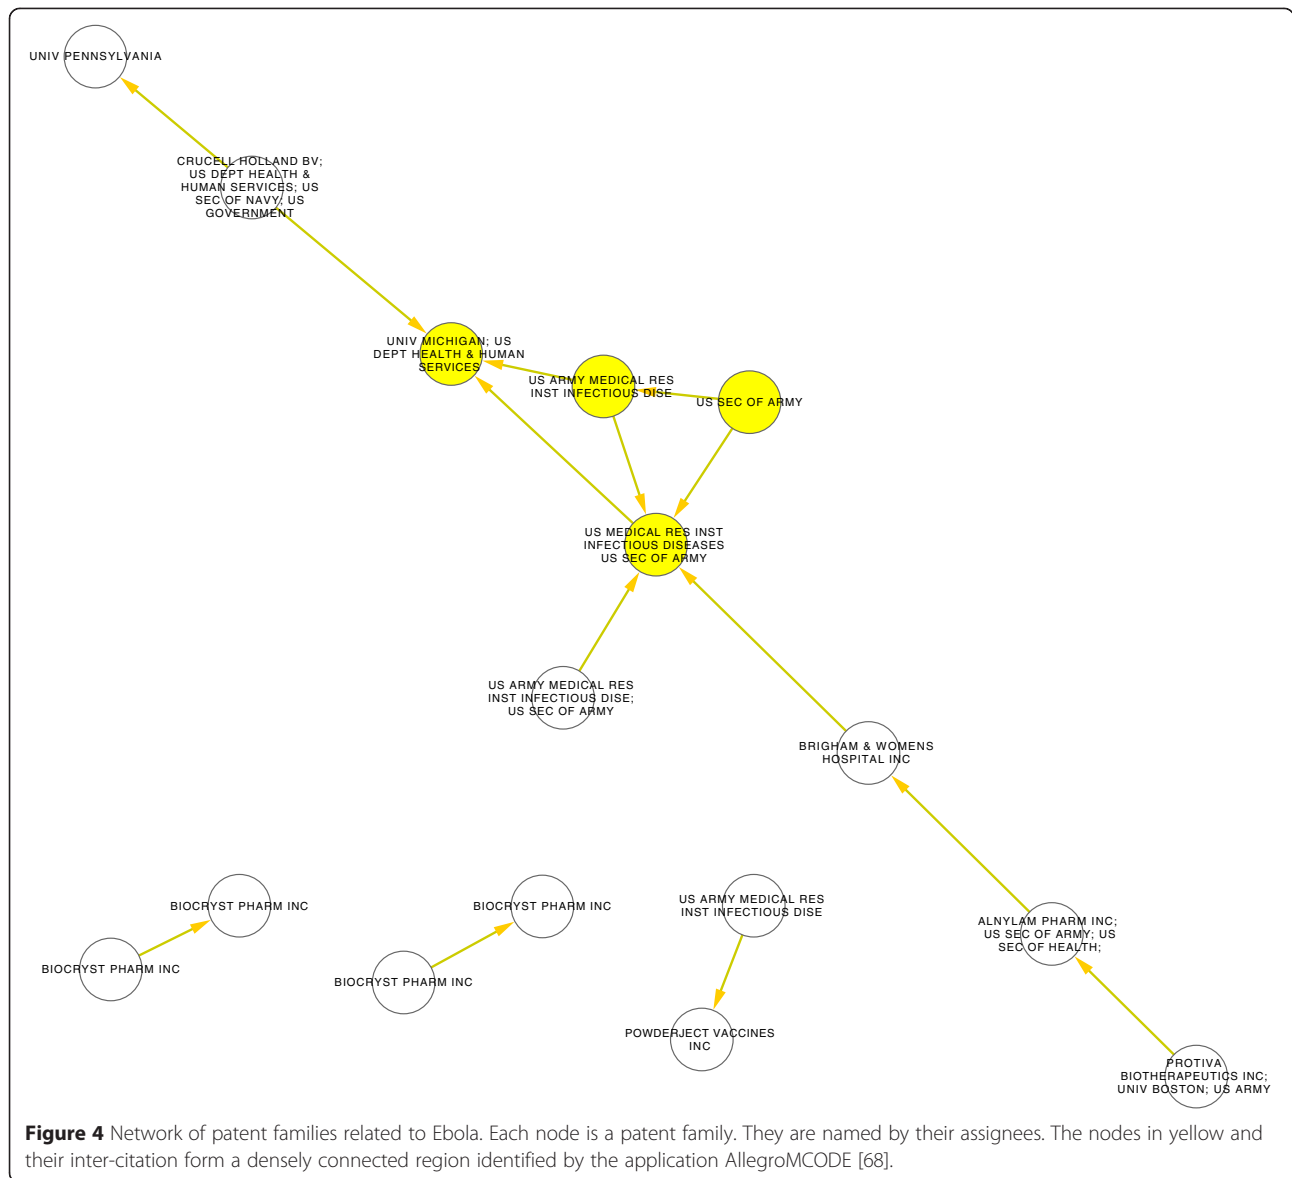 UNIV PENNSYLVANIA
CRUCELL HOLLAND BV;
US DEPT HEALTH &
HUMAN SERVICES; US
SEC OF NAVY; US
GOVERNMENT
UNIV MICHIGAN; US
DEPT HEALTH & HUMAN
SERVICES
US ARMY MEDICAL RES
INST INFECTIOUS DISE
US SEC OF ARMY
US MEDICAL RES INST
INFECTIOUS DISEASES
US SEC OF ARMY
US ARMY MEDICAL RES
INST INFECTIOUS DISE;
US SEC OF ARMY
BRIGHAM & WOMENS
HOSPITAL INC
BIOCRYST PHARM INC
BIOCRYST PHARM INC
BIOCRYST PHARM INC
BIOCRYST PHARM INC
US ARMY MEDICAL RES
INST INFECTIOUS DISE
POWDERJECT VACCINES
INC
ALNYLAM PHARM INC;
US SEC OF ARMY; US
SEC OF HEALTH;
PROTIVA
BIOTHERAPEUTICS INC;
UNIV BOSTON; US ARMY
Figure 4 Network of patent families related to Ebola. Each node is a patent family. They are named by their assignees. The nodes in yellow and
their inter-citation form a densely connected region identified by the application AllegroMCODE [68].